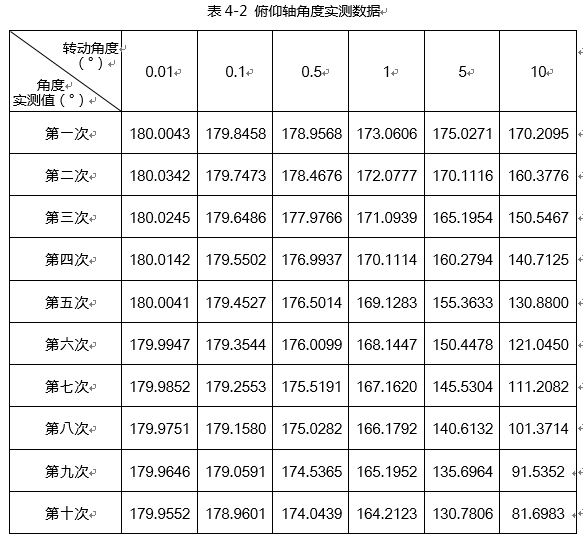 表 4-2 俯仰轴角度实测数据
转动角度
（°）
角度
实测值（°）
0.01 0.1 0.5 1 5 10
第一次 180.0043 179.8458 178.9568 173.0606 175.0271 170.2095
第二次 180.0342 179.7473 178.4676 172.0777 170.1116 160.3776
第三次 180.0245 179.6486 177.9766 171.0939 165.1954 150.5467
第四次 180.0142 179.5502 176.9937 170.1114 160.2794 140.7125
第五次 180.0041 179.4527 176.5014 169.1283 155.3633 130.8800
第六次 179.9947 179.3544 176.0099 168.1447 150.4478 121.0450
第七次 179.9852 179.2553 175.5191 167.1620 145.5304 111.2082
第八次 179.9751 179.1580 175.0282 166.1792 140.6132 101.3714
第九次 179.9646 179.0591 174.5365 165.1952 135.6964 91.5352
第十次 179.9552 178.9601 174.0439 164.2123 130.7806 81.6983